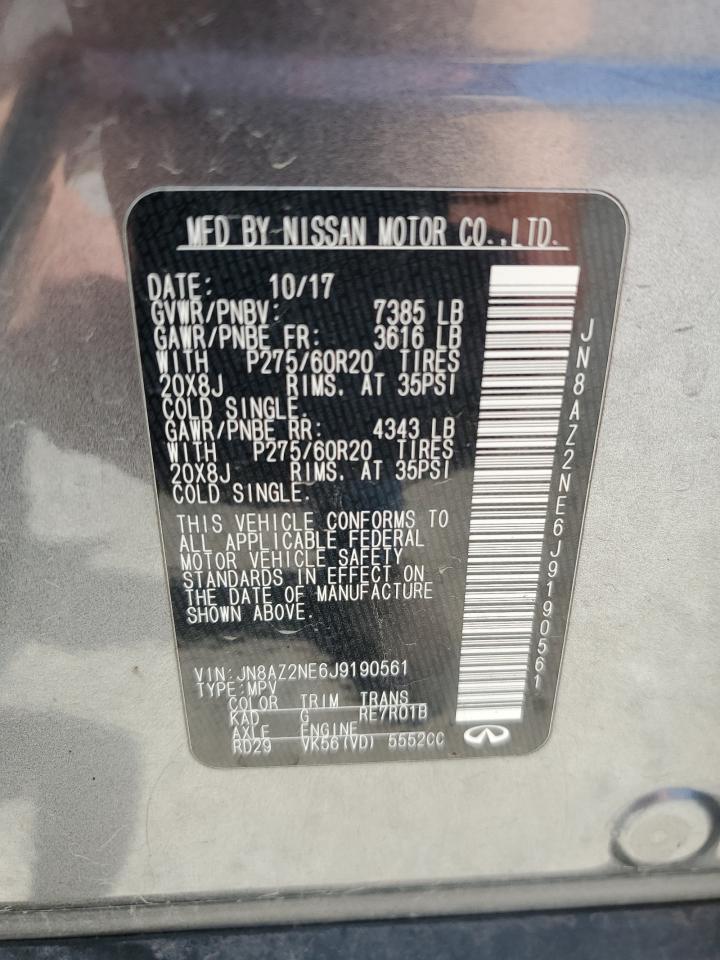 MFD BY NISSAN MOTOR CO.,LTD.
DATE: 10/17
GVWR/PNBV: 7385 LB
GAWR/PNBE FR: 3616 LB
WITH P275/60R20 TIRES
20X8J RIMS. AT 35PSI
COLD SINGLE.
GAWR/PNBE RR: 4343 LB
WITH P275/60R20 TIRES
20X8J RIMS. AT 35PSI
COLD SINGLE.
THIS VEHICLE CONFORMS TO
ALL APPLICABLE FEDERAL
MOTOR VEHICLE SAFETY
STANDARDS IN EFFECT ON
THE DATE OF MANUFACTURE
SHOWN ABOVE.
VIN:JN8AZ2NE6J9190561
TYPE:MPV
COLOR TRIM TRANS
KAD G RE7R01B
AXLE ENGINE
RD29 VK56(VD) 5552CC
JN8AZ2NE6J9190561